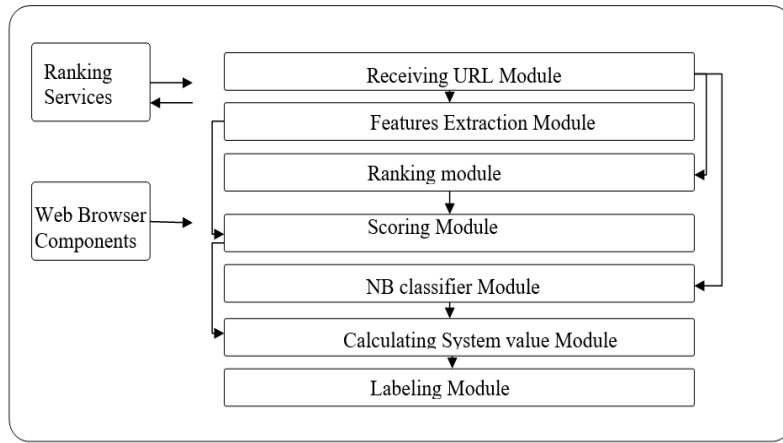 Ranking
Services
Receiving URL Module
Features Extraction Module
Ranking module
Web Browser
Components
Scoring Module
NB classifier Module
Calculating System value Module
Labeling Module